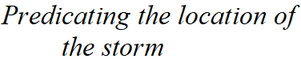 Predicating the location of
the storm